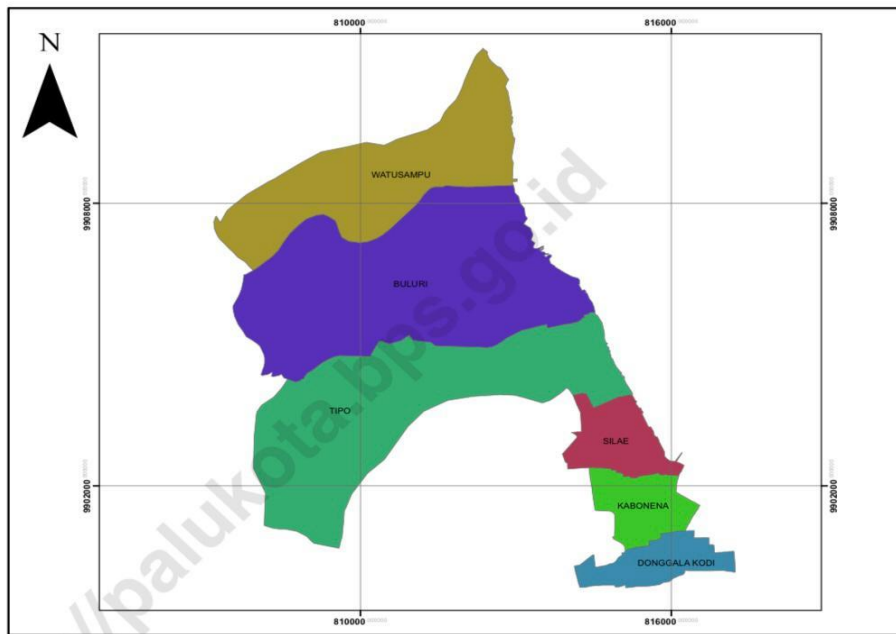 810000
816000
N
WATUSAMPU
9908000
9908000
BULURI
TIPO
SILAE
9902000
9902000
KABONENA
DONGGALA KODI
810000
816000
//palukota.bps.go.id